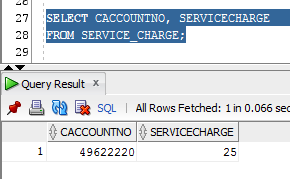 26
27 SELECT CACCOUNTNO, SERVICECHARGE
28 FROM SERVICE_CHARGE;
29
Query Result ×
SQL | All Rows Fetched: 1 in 0.066 sec
CACCOUNTNO SERVICECHARGE
1 49622220 25